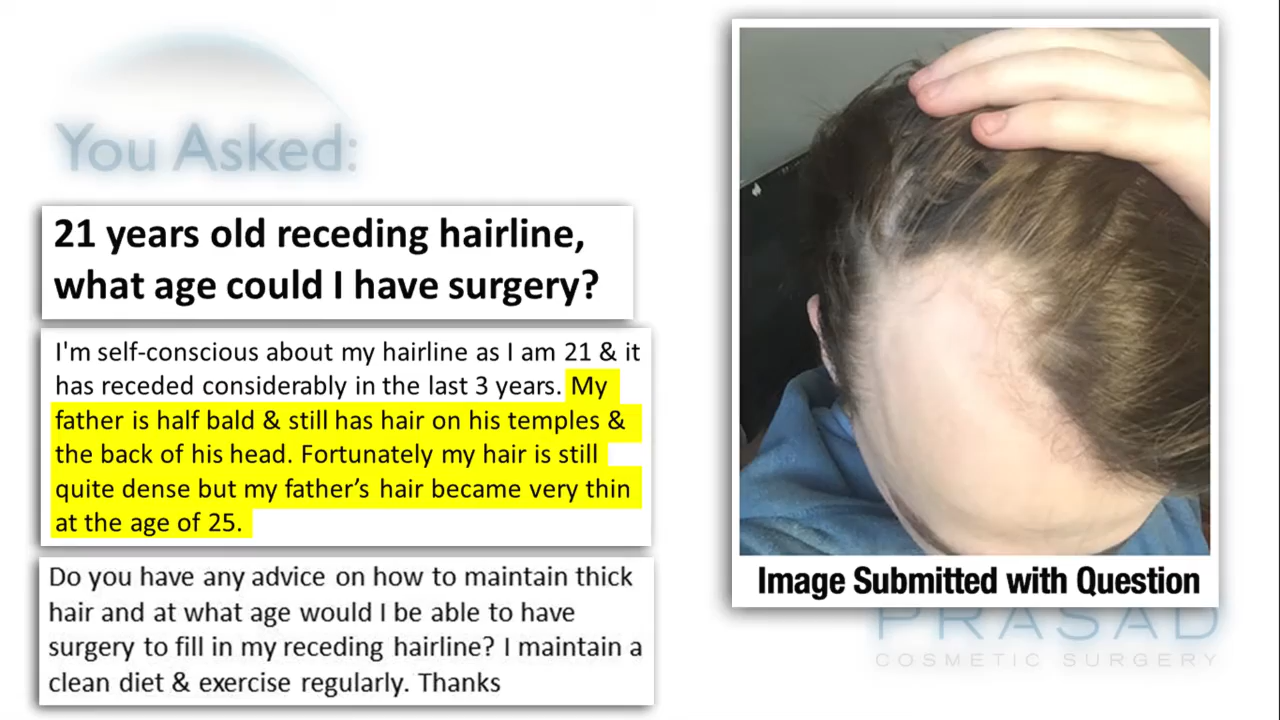 You Asked:
21 years old receding hairline,
what age could I have surgery?
I'm self-conscious about my hairline as I am 21 & it
has receded considerably in the last 3 years. My
father is half bald & still has hair on his temples &
the back of his head. Fortunately my hair is still
quite dense but my father’s hair became very thin
at the age of 25.
Do you have any advice on how to maintain thick
hair and at what age would I be able to have
surgery to fill in my receding hairline? I maintain a
clean diet & exercise regularly. Thanks
Image Submitted with Question
PRASAD
COSMETIC SURGERY